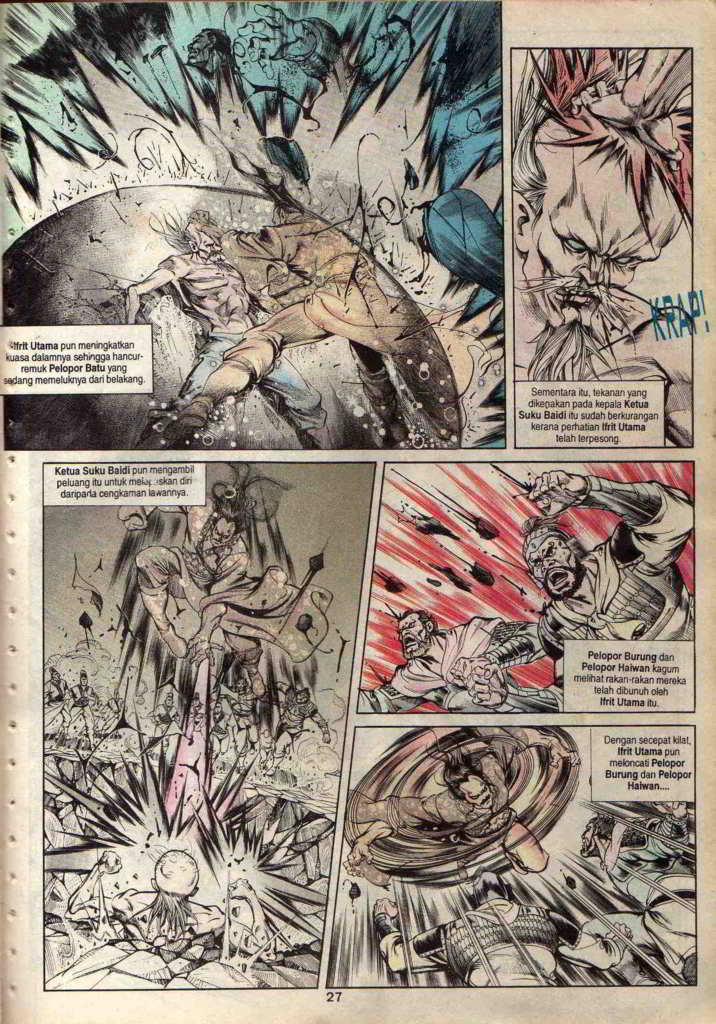 Ifrit Utama pun meningkatkan
kuasa dalamnya sehingga hancur-
remuk Pelopor Batu yang
sedang memeluknya dari belakang.
KRAP!
Sementara itu, tekanan yang
dikenakan pada kepala Ketua
Suku Baidi itu sudah berkurangan
kerana perhatian Ifrit Utama
telah terpesong.
Ketua Suku Baidi pun mengambil
peluang itu untuk melepaskan diri
daripada cengkaman lawannya.
Pelopor Burung dan
Pelopor Haiwan kagum
melihat rakan-rakan mereka
telah dibunuh oleh
Ifrit Utama itu.
Dengan secepat kilat,
Ifrit Utama pun
meloncati Pelopor
Burung dan Pelopor
Haiwan....
27